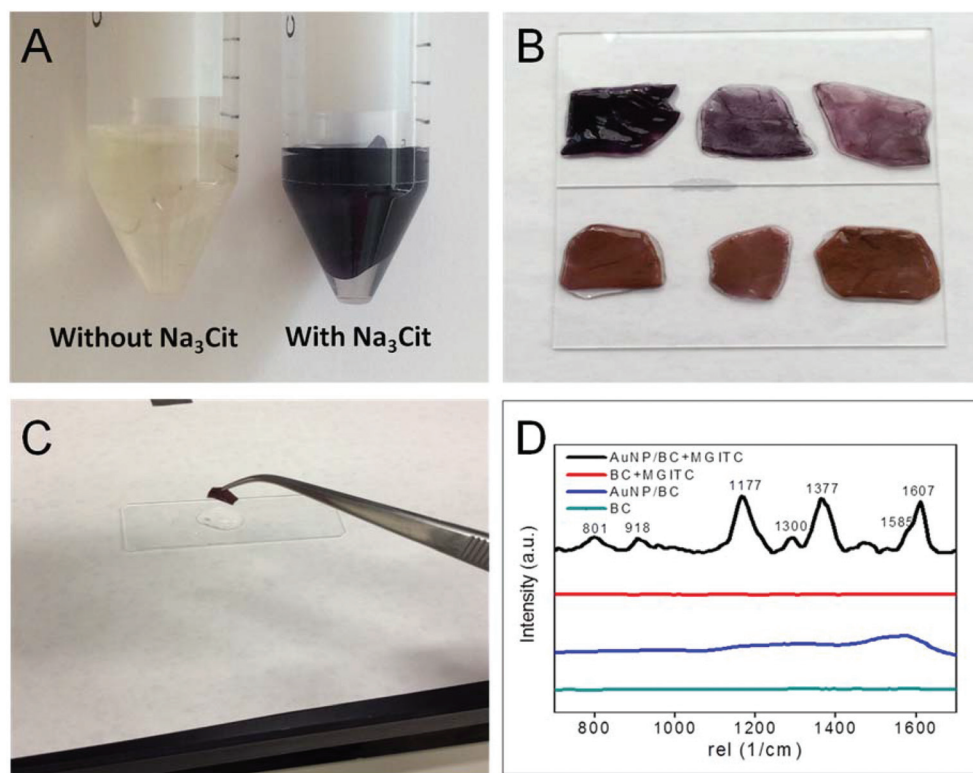 A
Without Na₃Cit
With Na₃Cit
B
C
D
AuNP/BC+MGITC
BC+MGITC
AuNP/BC
BC
801
918
1177
1300
1377
1585
1607
Intensity (a.u.)
800
1000
1200
1400
1600
rel (1/cm)